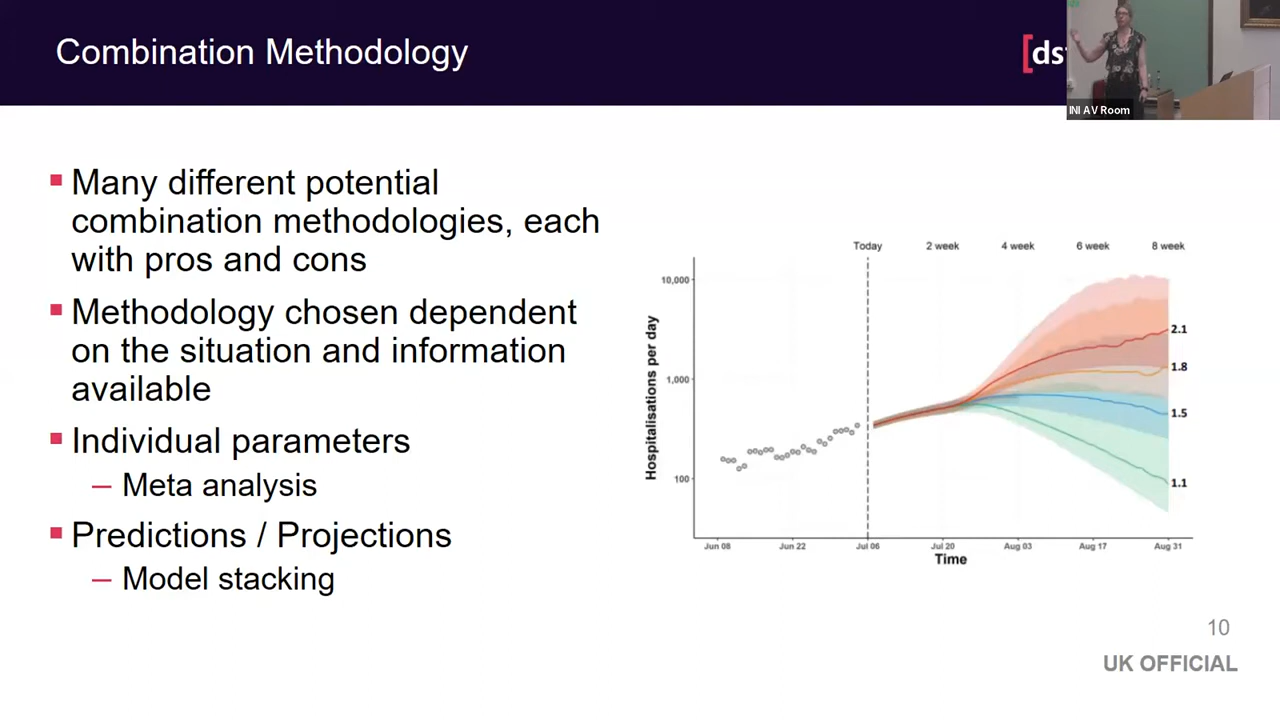 Combination Methodology
[ds
INI AV Room
Many different potential
combination methodologies, each
with pros and cons
Methodology chosen dependent
on the situation and information
available
Individual parameters
– Meta analysis
Predictions / Projections
– Model stacking
Today 2 week 4 week 6 week 8 week
10,000
1,000
100
Hospitalisations per day
2.1
1.8
1.5
1.1
Jun 08 Jun 22 Jul 06 Jul 20 Aug 03 Aug 17 Aug 31
Time
10
UK OFFICIAL